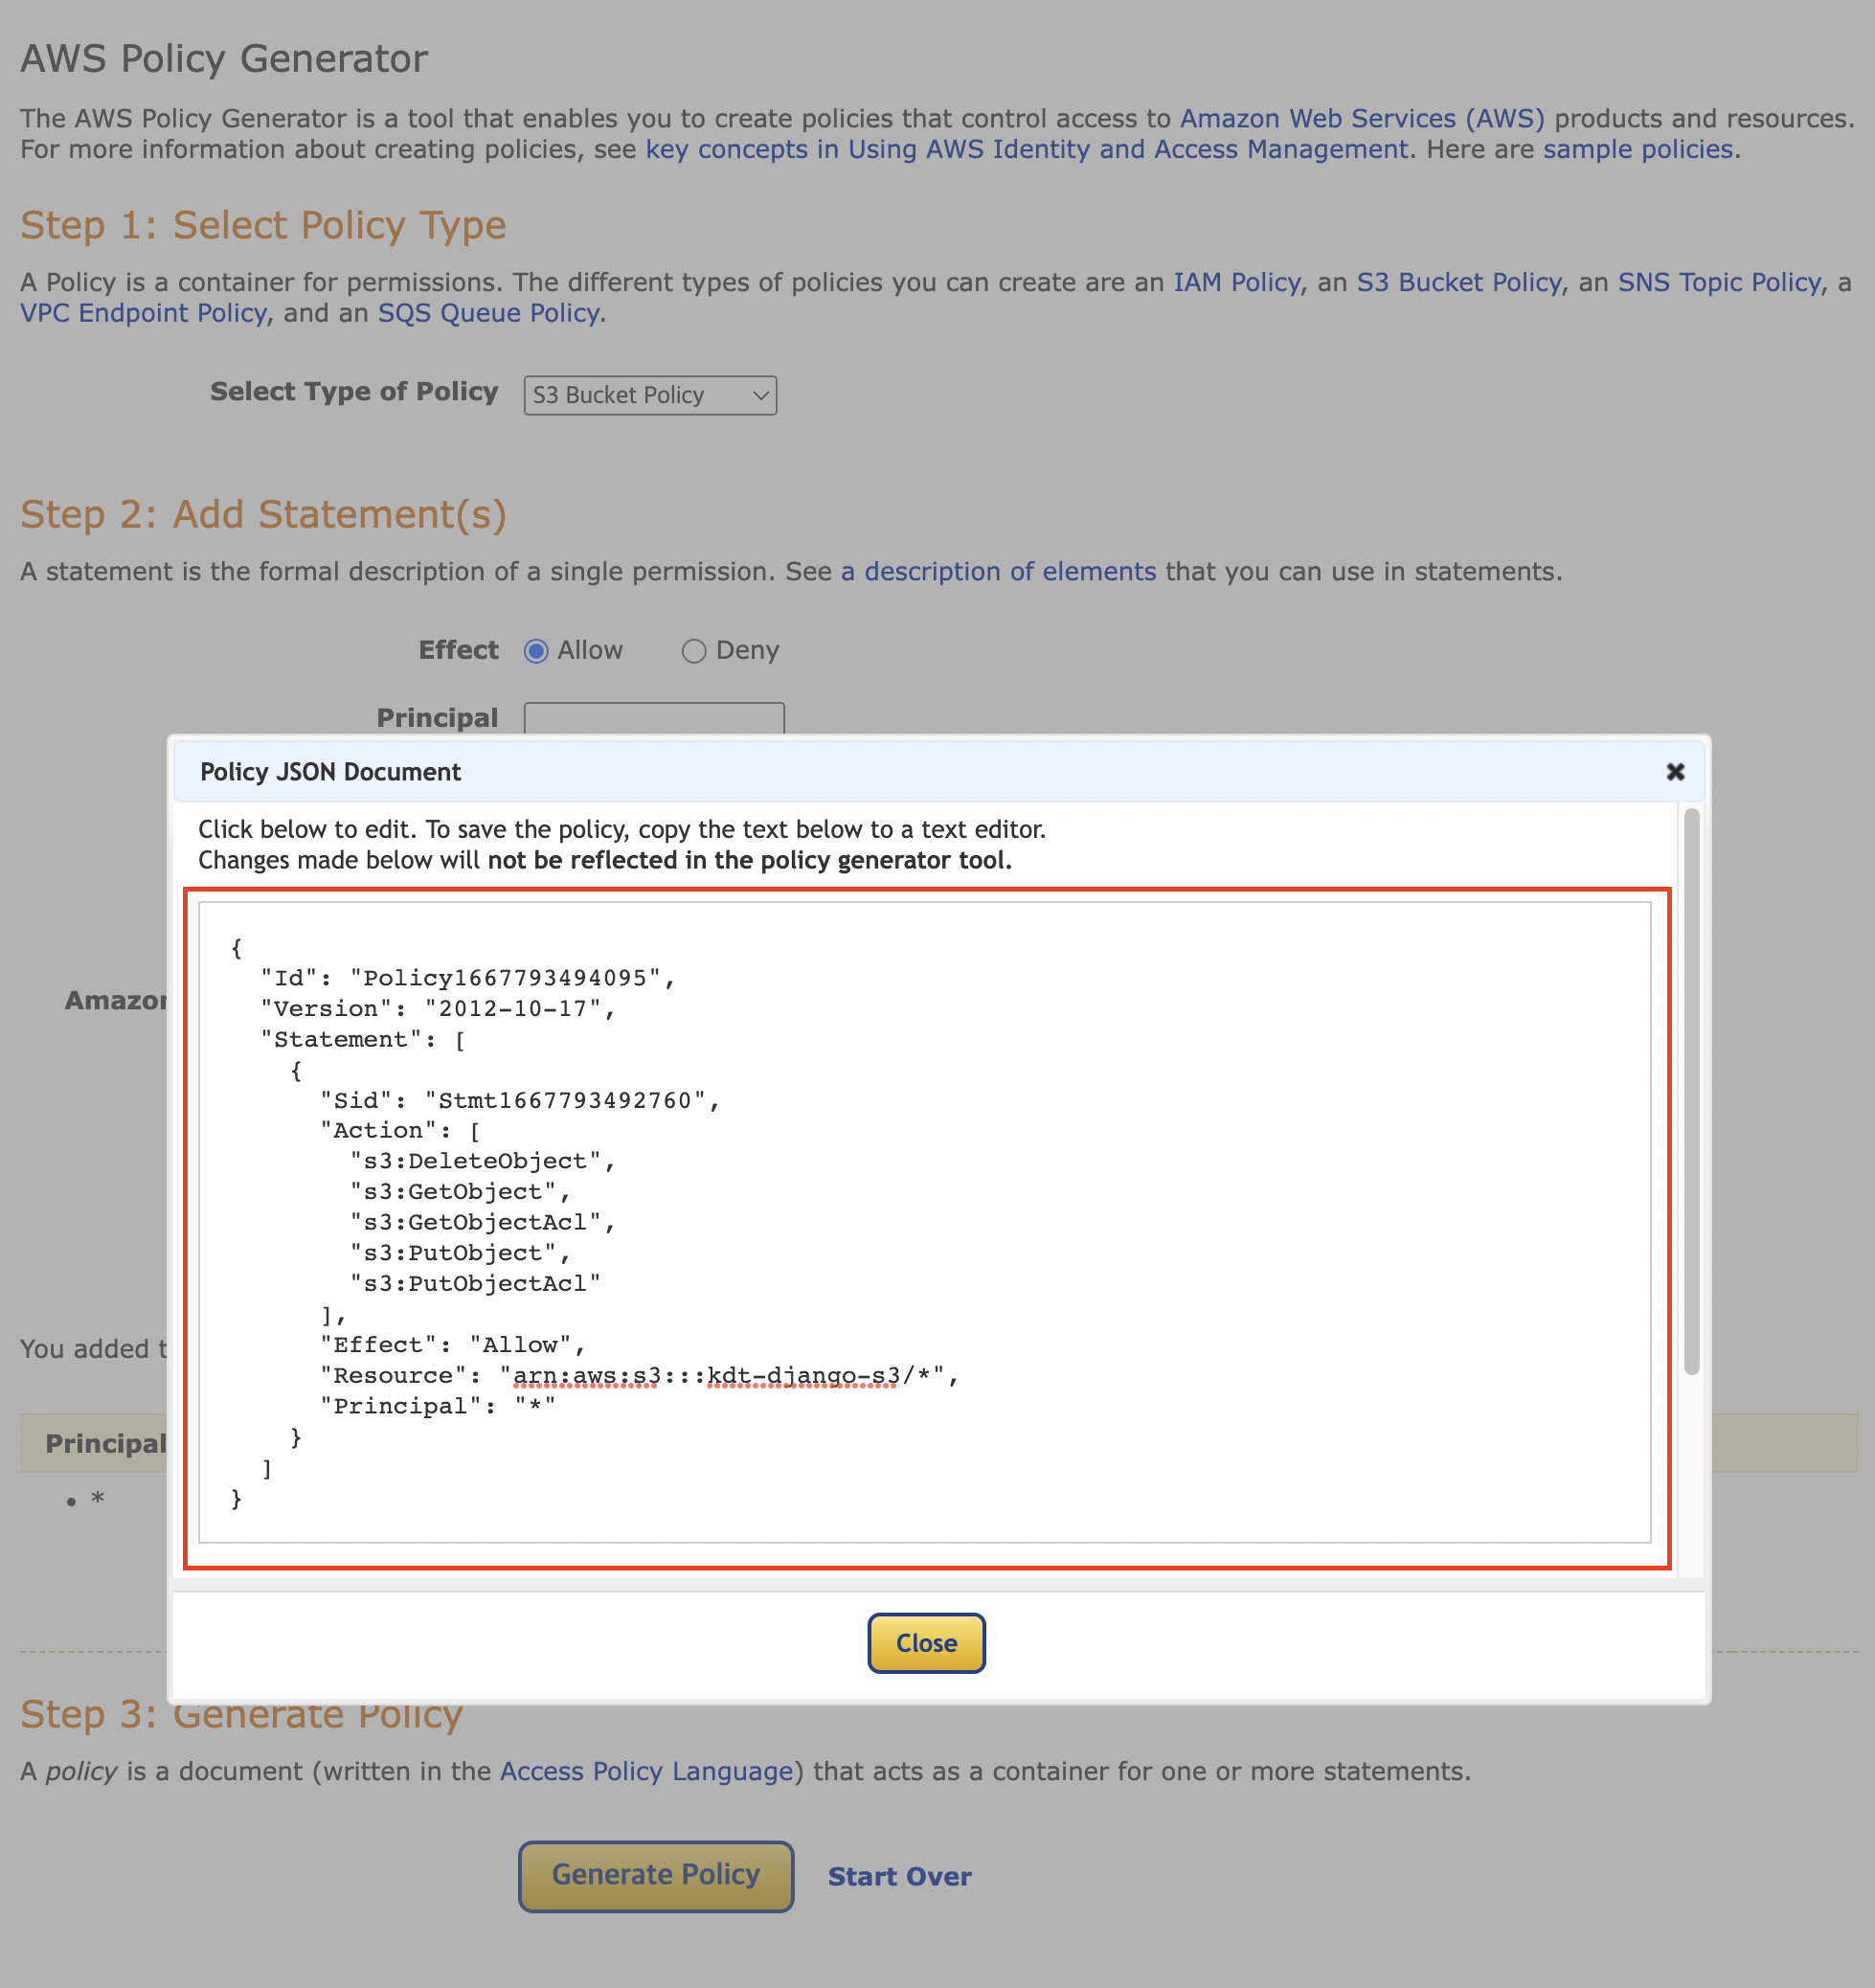 AWS Policy Generator
The AWS Policy Generator is a tool that enables you to create policies that control access to Amazon Web Services (AWS) products and resources.
For more information about creating policies, see key concepts in Using AWS Identity and Access Management. Here are sample policies.
Step 1: Select Policy Type
A Policy is a container for permissions. The different types of policies you can create are an IAM Policy, an S3 Bucket Policy, an SNS Topic Policy, a
VPC Endpoint Policy, and an SQS Queue Policy.
Select Type of Policy S3 Bucket Policy
Step 2: Add Statement(s)
A statement is the formal description of a single permission. See a description of elements that you can use in statements.
Effect Allow Deny
Principal
Policy JSON Document
Click below to edit. To save the policy, copy the text below to a text editor.
Changes made below will not be reflected in the policy generator tool.
{
"Id": "Policy1667793494095",
"Version": "2012-10-17",
"Statement": [
{
"Sid": "Stmt1667793492760",
"Action": [
"s3:DeleteObject",
"s3:GetObject",
"s3:GetObjectAcl",
"s3:PutObject",
"s3:PutObjectAcl"
],
"Effect": "Allow",
"Resource": "arn:aws:s3:::kdt-django-s3/*",
"Principal": "*"
}
]
}
Close
Amazon
You added t
Principal
• *
Step 3: Generate Policy
A policy is a document (written in the Access Policy Language) that acts as a container for one or more statements.
Generate Policy Start Over